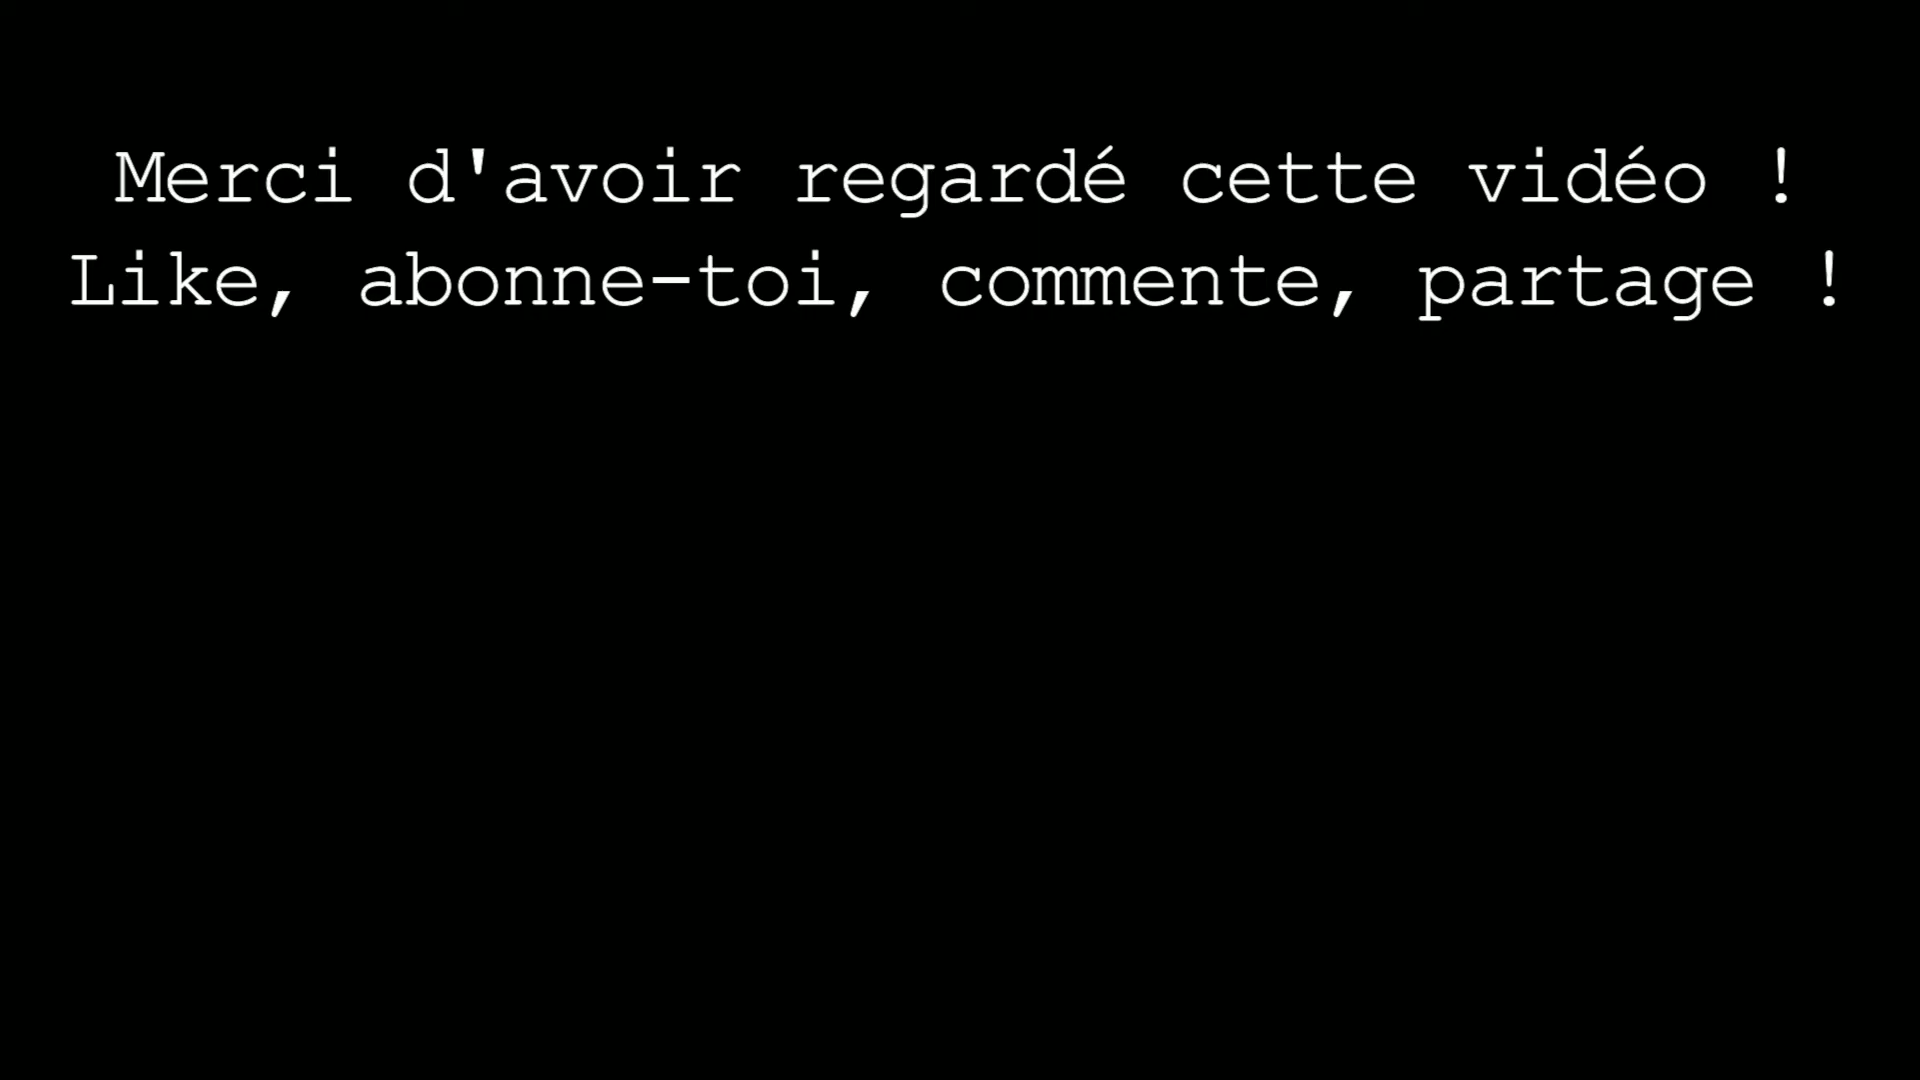 Merci d'avoir regardé cette vidéo !
Like, abonne-toi, commente, partage !